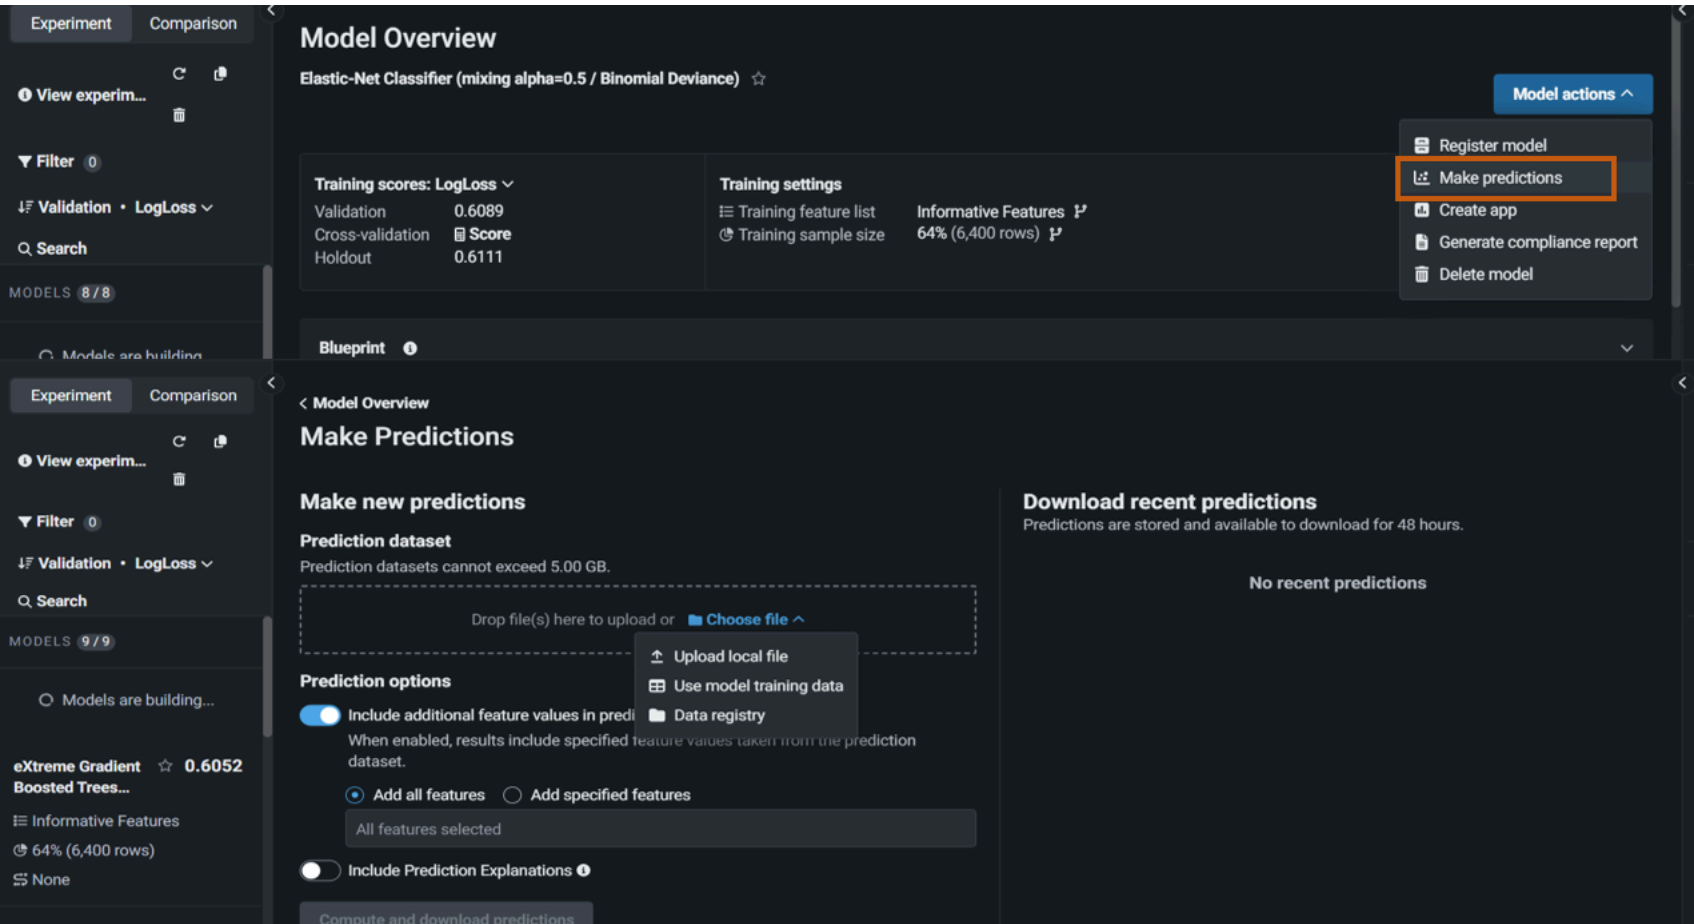 Experiment Comparison
View experim...
Filter 0
Validation • LogLoss
Search
MODELS 8/8
Models are building
Model Overview
Elastic-Net Classifier (mixing alpha=0.5 / Binomial Deviance)
Model actions
Register model
Make predictions
Create app
Generate compliance report
Delete model
Training scores: LogLoss
Validation 0.6089
Cross-validation Score
Holdout 0.6111
Training settings
Training feature list Informative Features
Training sample size 64% (6,400 rows)
Blueprint
Experiment Comparison
View experim...
Filter 0
Validation • LogLoss
Search
MODELS 9/9
Models are building...
eXtreme Gradient 0.6052
Boosted Trees...
Informative Features
64% (6,400 rows)
None
Model Overview
Make Predictions
Make new predictions
Prediction dataset
Prediction datasets cannot exceed 5.00 GB.
Drop file(s) here to upload or Choose file
Upload local file
Use model training data
Data registry
Prediction options
Include additional feature values in predi
When enabled, results include specified feature values taken from the prediction
dataset.
Add all features Add specified features
All features selected
Include Prediction Explanations
Compute and download predictions
Download recent predictions
Predictions are stored and available to download for 48 hours.
No recent predictions